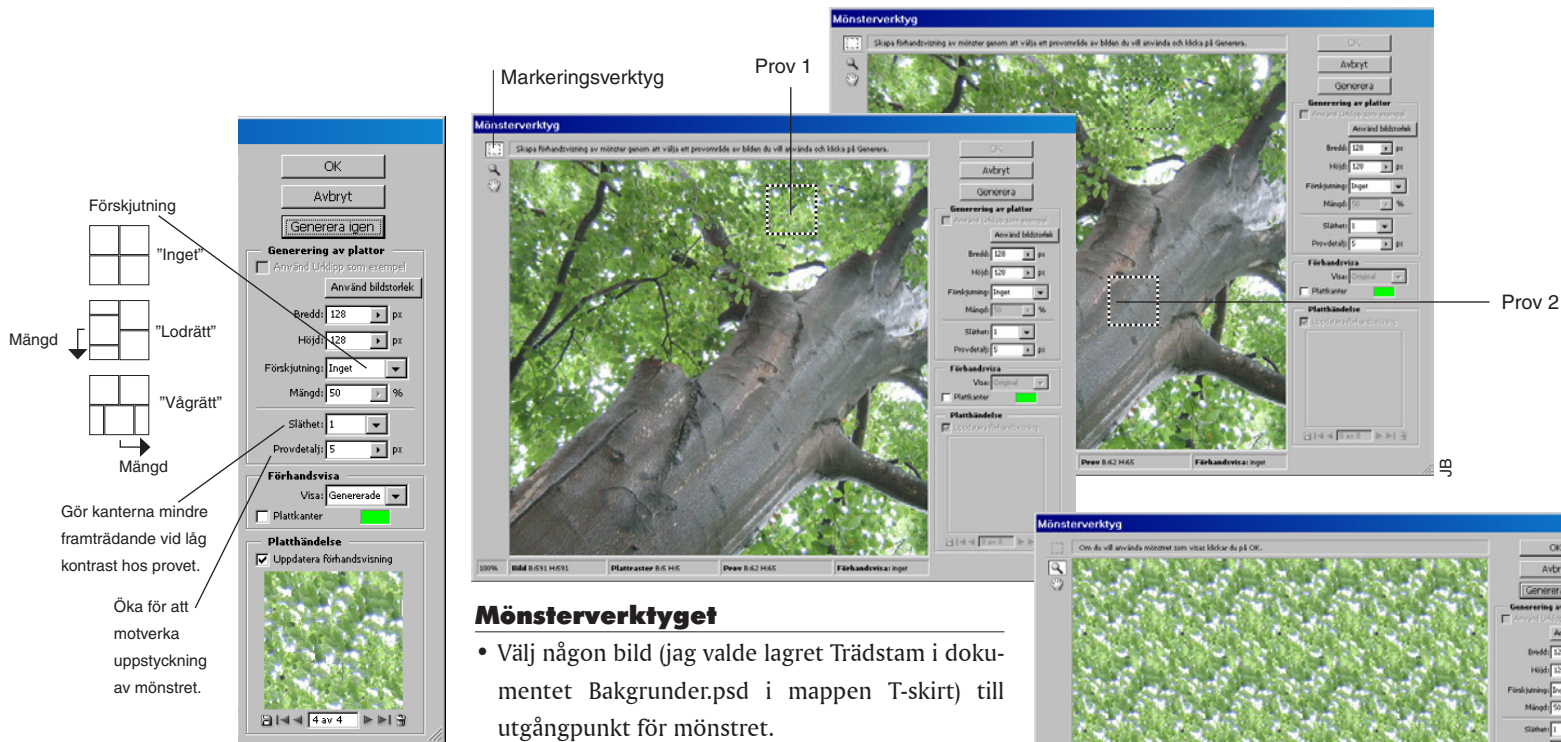 Markeringsverktyg
Prov 1
Prov 2
JB
Förskjutning
"Inget"
"Lodrätt"
"Vågrätt"
Mängd
Mängd
Gör kanterna mindre
framträdande vid låg
kontrast hos provet.
Öka för att
motverka
uppstyckning
av mönstret.
OK
Avbryt
Generera igen
Generering av plattor
Använd Urklipp som exempel
Använd bildstorlek
Bredd: 128 px
Höjd: 128 px
Förskjutning: Inget
Mängd: 50 %
Släthet: 1
Provdetalj: 5 px
Förhandsvisa
Visa: Genererade
Plattkanter
Platthändelse
Uppdatera förhandsvisning
4 av 4
Mönsterverktyg
Skapa förhandsvisning av mönster genom att välja ett provområde av bilden du vill använda och klicka på Generera.
OK
Avbryt
Generera
Generering av plattor
Använd Urklipp som exempel
Använd bildstorlek
Bredd: 128 px
Höjd: 128 px
Förskjutning: Inget
Mängd: 50 %
Släthet: 1
Provdetalj: 5 px
Förhandsvisa
Visa: Original
Plattkanter
Platthändelse
Uppdatera förhandsvisning
0 av 0
100% Bild B:591 H:591 Plattraster B:5 H:5 Prov B:62 H:65 Förhandsvisa: inget
Mönsterverktyg
Skapa förhandsvisning av mönster genom att välja ett provområde av bilden du vill använda och klicka på Generera.
OK
Avbryt
Generera
Generering av plattor
Använd Urklipp som exempel
Använd bildstorlek
Bredd: 128 px
Höjd: 128 px
Förskjutning: Inget
Mängd: 50 %
Släthet: 1
Provdetalj: 5 px
Förhandsvisa
Visa: Original
Plattkanter
Platthändelse
Uppdatera förhandsvisning
0 av 0
Prov B:62 H:65 Förhandsvisa: inget
Mönsterverktyget
• Välj någon bild (jag valde lagret Trädstam i doku-
mentet Bakgrunder.psd i mappen T-skirt) till
utgångpunkt för mönstret.
Mönsterverktyg
Om du vill använda mönstret som visas klickar du på OK.